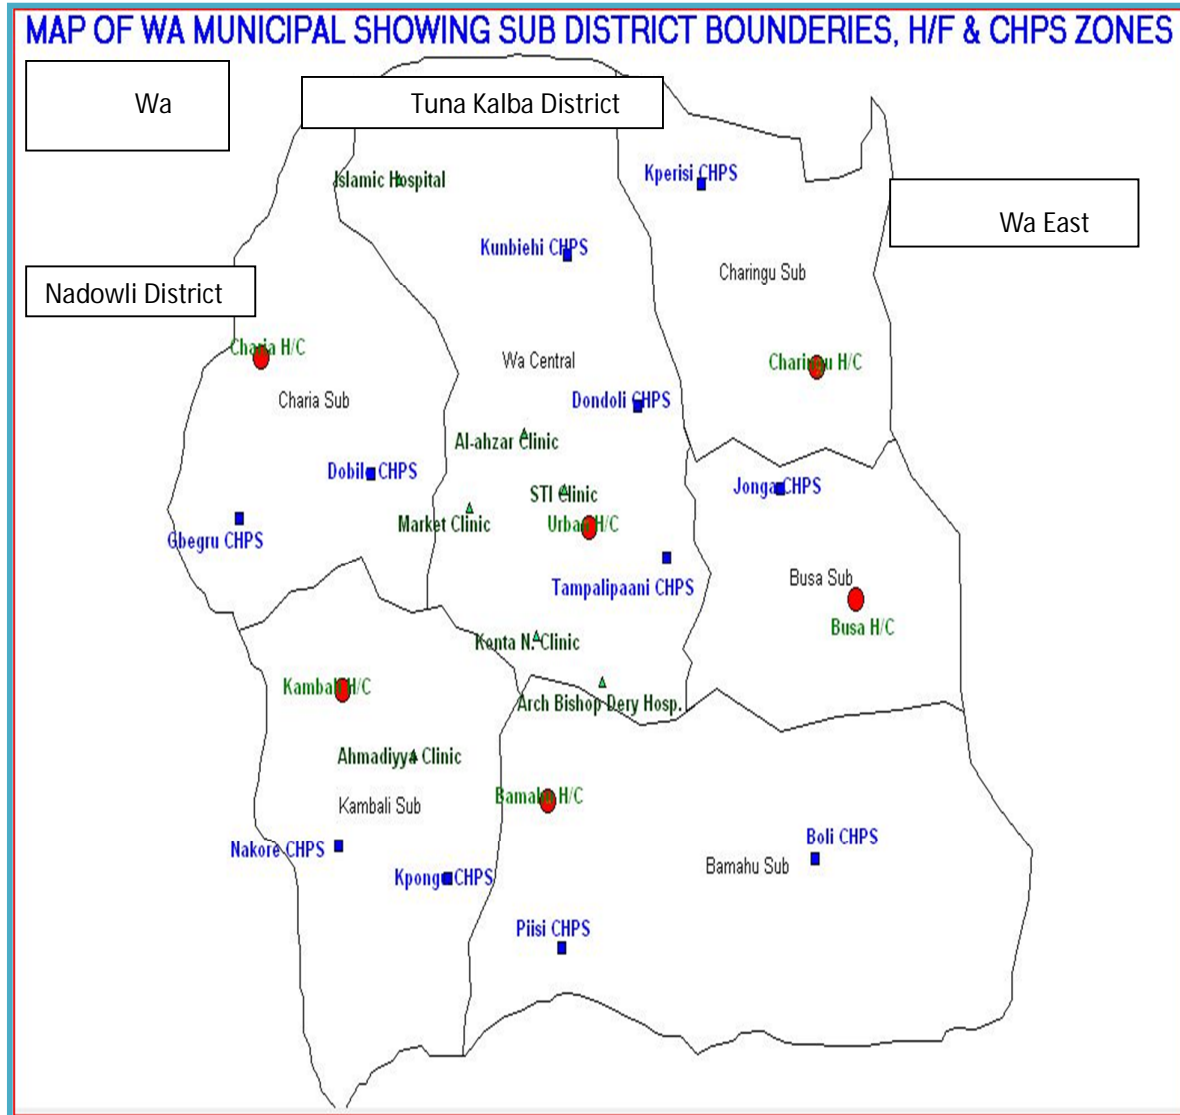 MAP OF WA MUNICIPAL SHOWING SUB DISTRICT BOUNDERIES, H/F & CHPS ZONES
Wa
Tuna Kalba District
Kperisi CHPS
Islamic Hospital
Wa East
Kunbiehi CHPS
Charingu Sub
Nadowli District
Charia H/C
Wa Central
Charingu H/C
Charia Sub
Dondoli CHPS
Al-ahzar Clinic
Dobile CHPS
Jonga CHPS
STI Clinic
Market Clinic
Urban H/C
Gbegru CHPS
Busa Sub
Tampalipaani CHPS
Busa H/C
Konta N. Clinic
Kambali H/C
Arch Bishop Dery Hosp.
Ahmadiyya Clinic
Bamahu H/C
Kambali Sub
Boli CHPS
Nakore CHPS
Bamahu Sub
Kpongu CHPS
Piisi CHPS